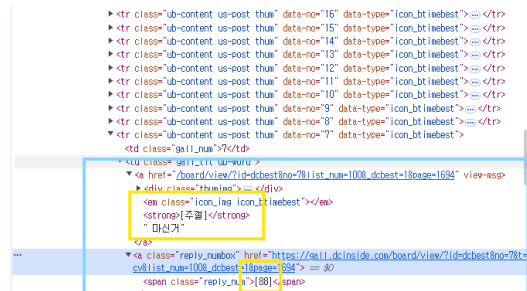 ▶<tr class="ub-content us-post thum" data-no="16" data-type="icon_btimebest">…</tr>
▶<tr class="ub-content us-post thum" data-no="15" data-type="icon_btimebest">…</tr>
▶<tr class="ub-content us-post thum" data-no="14" data-type="icon_btimebest">…</tr>
▶<tr class="ub-content us-post thum" data-no="13" data-type="icon_btimebest">…</tr>
▶<tr class="ub-content us-post thum" data-no="12" data-type="icon_btimebest">…</tr>
▶<tr class="ub-content us-post thum" data-no="11" data-type="icon_btimebest">…</tr>
▶<tr class="ub-content us-post thum" data-no="10" data-type="icon_btimebest">…</tr>
▶<tr class="ub-content us-post thum" data-no="9" data-type="icon_btimebest">…</tr>
▶<tr class="ub-content us-post thum" data-no="8" data-type="icon_btimebest">…</tr>
▼<tr class="ub-content us-post thum" data-no="7" data-type="icon_btimebest">
<td class="gall_num">7</td>
<td class="gall_tit ub-word">
▼<a href="/board/view/?id=dcbest&no=7&list_num=100&_dcbest=1&page=1694" view-msg>
▶<div class="thumimg">…</div>
<em class="icon_img icon_btimebest"></em>
<strong>[주갤]</strong>
" 마신거"
</a>
▼<a class="reply_numbox" href="https://gall.dcinside.com/board/view/?id=dcbest&no=7&t=
cv&list_num=100&_dcbest=1&page=1694"> == $0
<span class="reply_num">[88]</span>